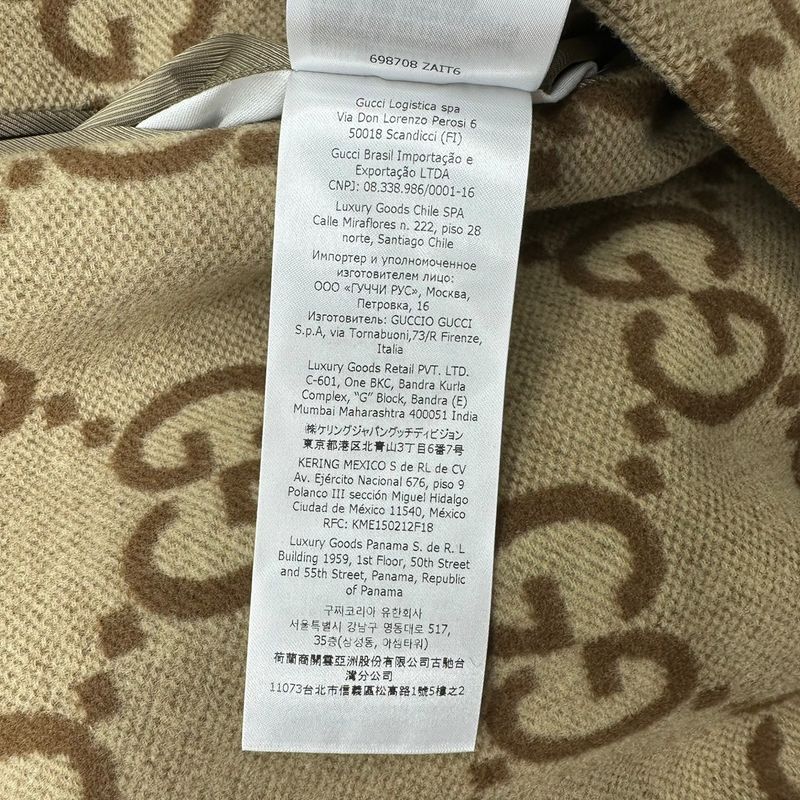 698708 ZAIT6
Gucci Logistica spa
Via Don Lorenzo Perosi 6
50018 Scandicci (FI)
Gucci Brasil Importação e
Exportação LTDA
CNPJ: 08.338.986/0001-16
Luxury Goods Chile SPA
Calle Miraflores n. 222, piso 28
norte, Santiago Chile
Импортер и уполномоченное
изготовителем лицо:
ООО «ГУЧЧИ РУС», Москва,
Петровка, 16
Изготовитель: GUCCIO GUCCI
S.p.A, via Tornabuoni,73/R Firenze,
Italia
Luxury Goods Retail PVT. LTD.
C-601, One BKC, Bandra Kurla
Complex, “G” Block, Bandra (E)
Mumbai Maharashtra 400051 India
㈱ケリングジャパングッチディビジョン
東京都港区北青山3丁目6番7号
KERING MEXICO S de RL de CV
Av. Ejército Nacional 676, piso 9
Polanco III sección Miguel Hidalgo
Ciudad de México 11540, México
RFC: KME150212F18
Luxury Goods Panama S. de R. L
Building 1959, 1st Floor, 50th Street
and 55th Street, Panama, Republic
of Panama
구찌코리아 유한회사
서울특별시 강남구 영동대로 517,
35층(삼성동, 아셈타워)
荷蘭商開雲亞洲股份有限公司古馳台
灣分公司
11073台北市信義區松高路1號5樓之2